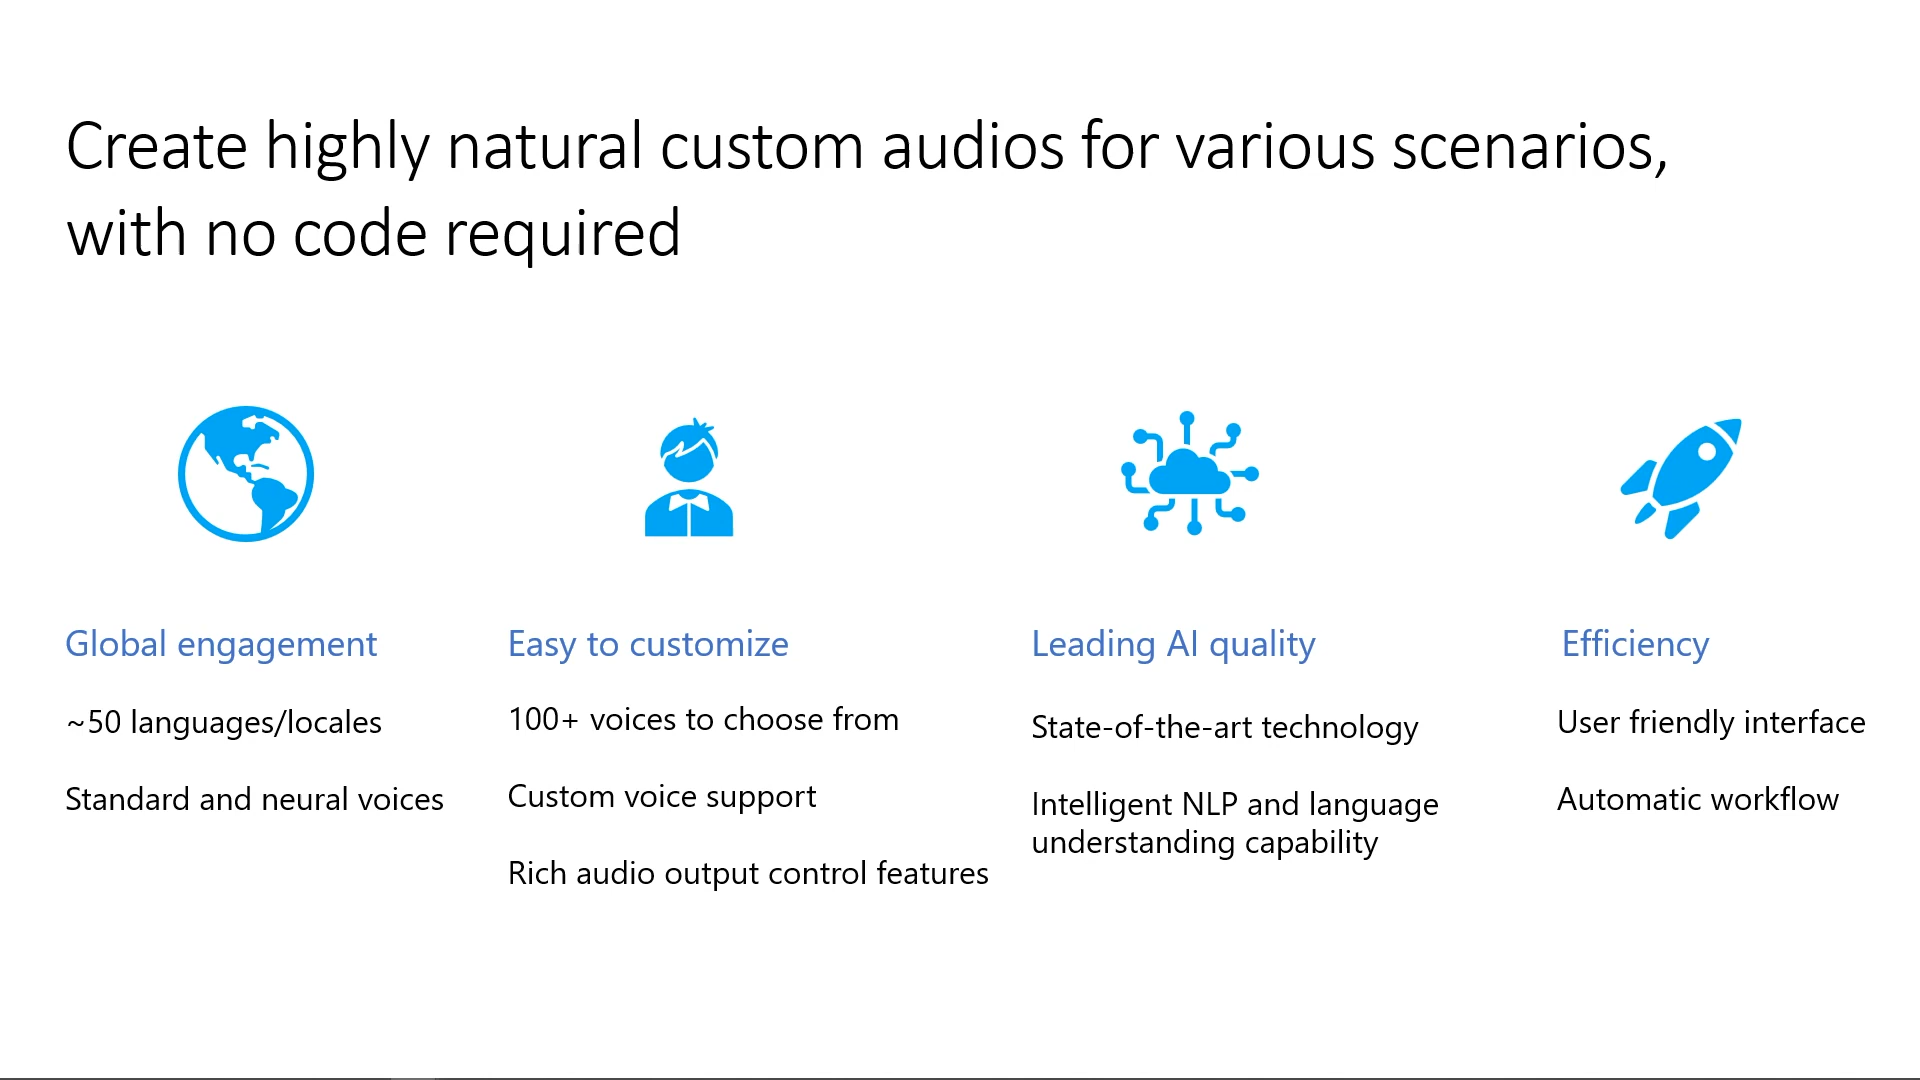 Create highly natural custom audios for various scenarios,
with no code required
Global engagement
~50 languages/locales
Standard and neural voices
Easy to customize
100+ voices to choose from
Custom voice support
Rich audio output control features
Leading AI quality
State-of-the-art technology
Intelligent NLP and language
understanding capability
Efficiency
User friendly interface
Automatic workflow